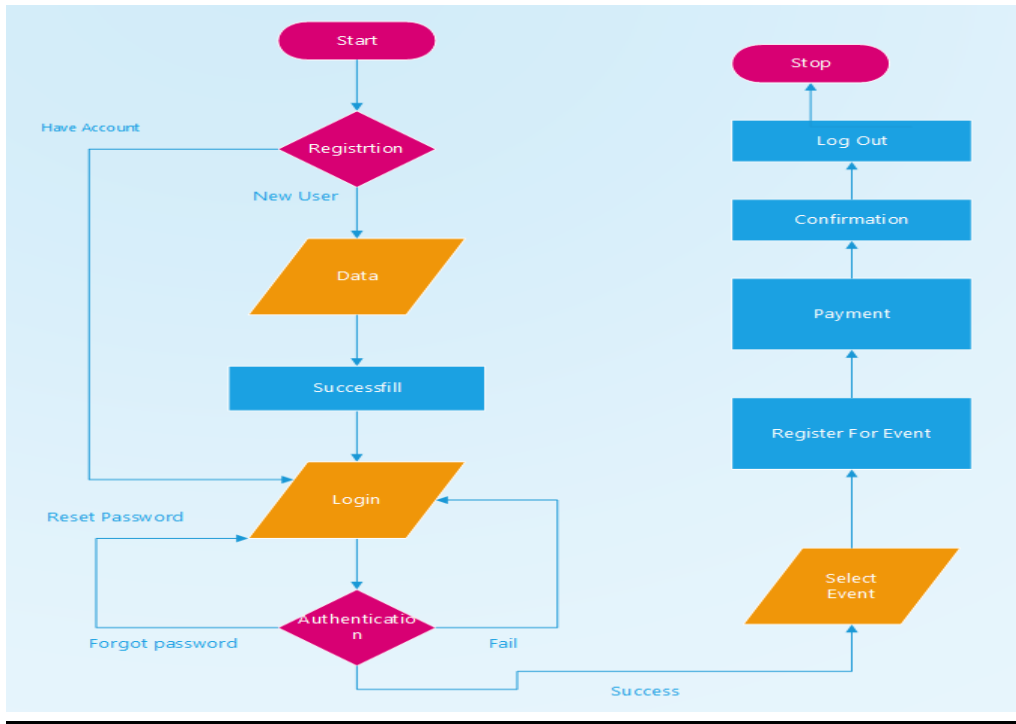 Start
Have Account
Registrtion
New User
Data
Successfill
Login
Reset Password
Authenticatio
n
Forgot password
Fail
Success
Select
Event
Register For Event
Payment
Confirmation
Log Out
Stop